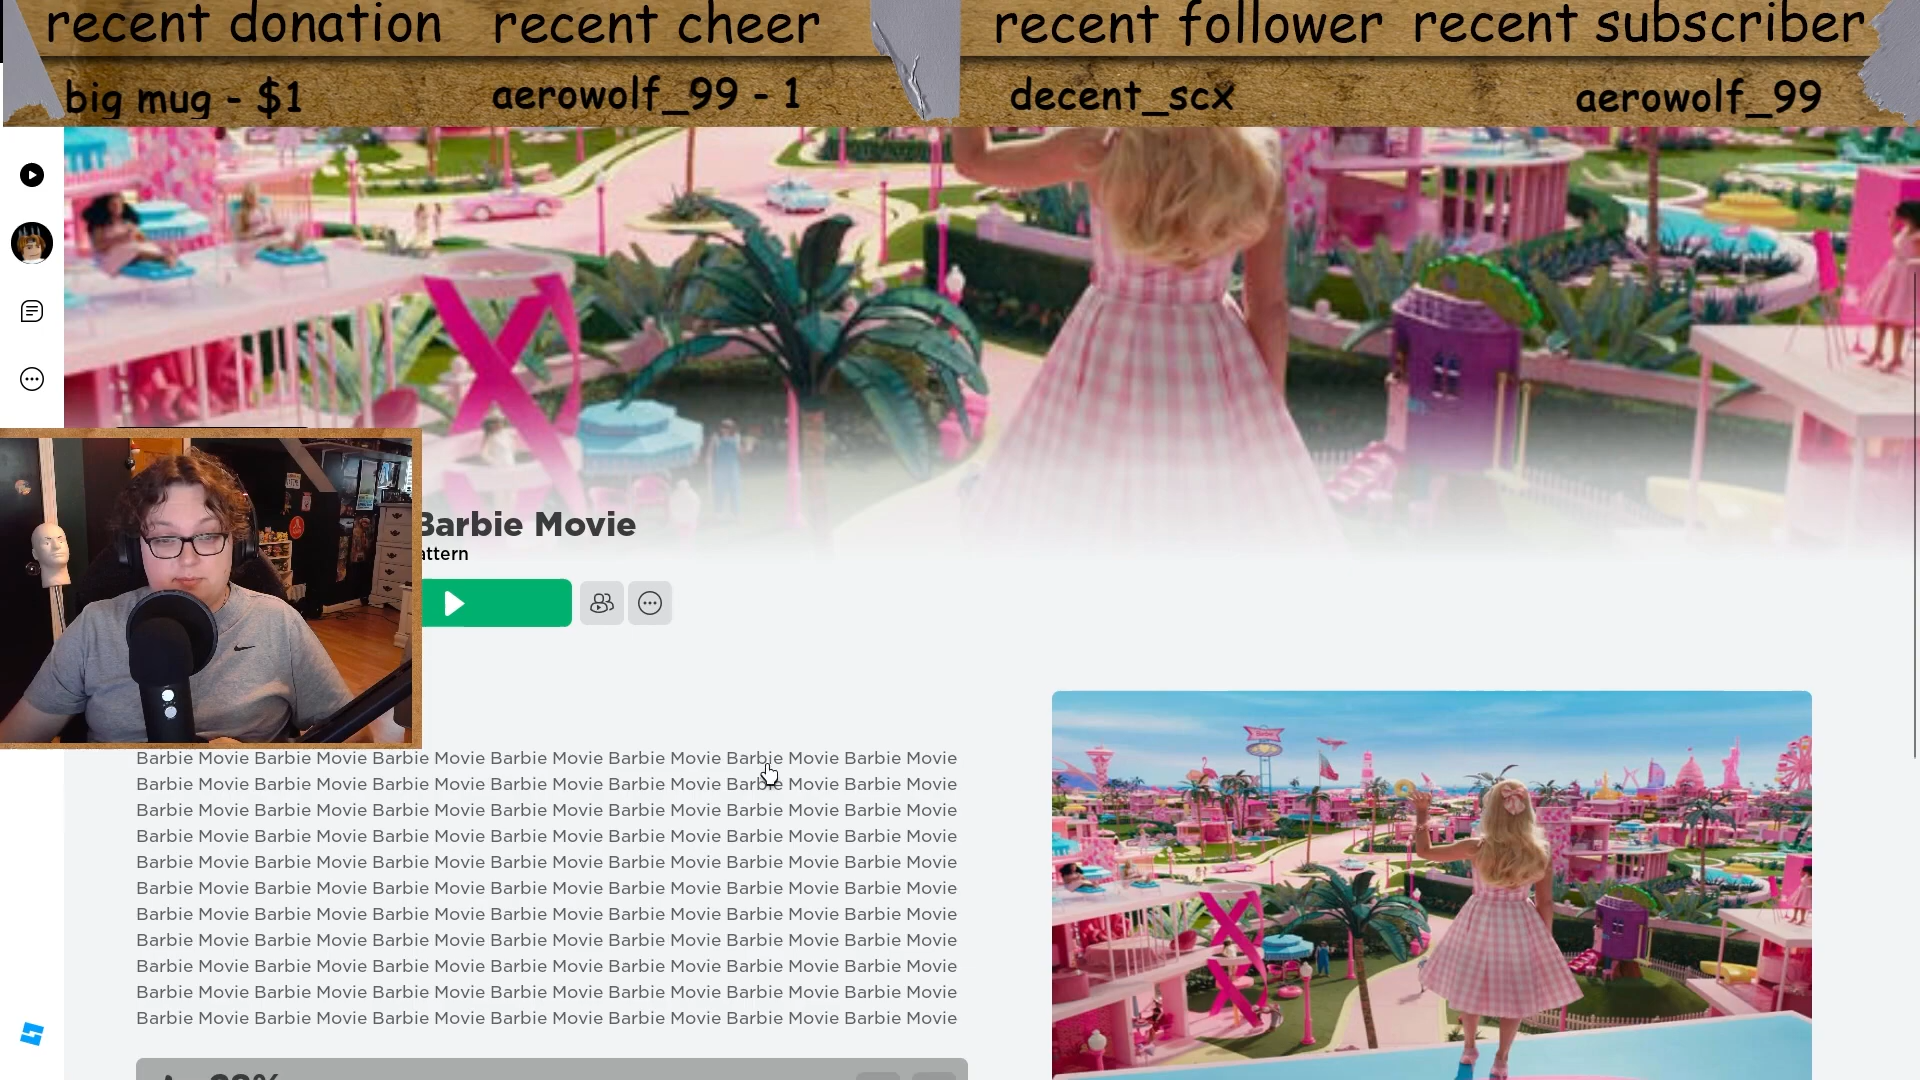 recent donation
recent cheer
recent follower
recent subscriber
big mug - $1
aerowolf_99 - 1
decent_scx
aerowolf_99
Barbie Movie
attern
Barbie Movie Barbie Movie Barbie Movie Barbie Movie Barbie Movie Barbie Movie Barbie Movie
Barbie Movie Barbie Movie Barbie Movie Barbie Movie Barbie Movie Barbie Movie Barbie Movie
Barbie Movie Barbie Movie Barbie Movie Barbie Movie Barbie Movie Barbie Movie Barbie Movie
Barbie Movie Barbie Movie Barbie Movie Barbie Movie Barbie Movie Barbie Movie Barbie Movie
Barbie Movie Barbie Movie Barbie Movie Barbie Movie Barbie Movie Barbie Movie Barbie Movie
Barbie Movie Barbie Movie Barbie Movie Barbie Movie Barbie Movie Barbie Movie Barbie Movie
Barbie Movie Barbie Movie Barbie Movie Barbie Movie Barbie Movie Barbie Movie Barbie Movie
Barbie Movie Barbie Movie Barbie Movie Barbie Movie Barbie Movie Barbie Movie Barbie Movie
Barbie Movie Barbie Movie Barbie Movie Barbie Movie Barbie Movie Barbie Movie Barbie Movie
Barbie Movie Barbie Movie Barbie Movie Barbie Movie Barbie Movie Barbie Movie Barbie Movie
Barbie Movie Barbie Movie Barbie Movie Barbie Movie Barbie Movie Barbie Movie Barbie Movie